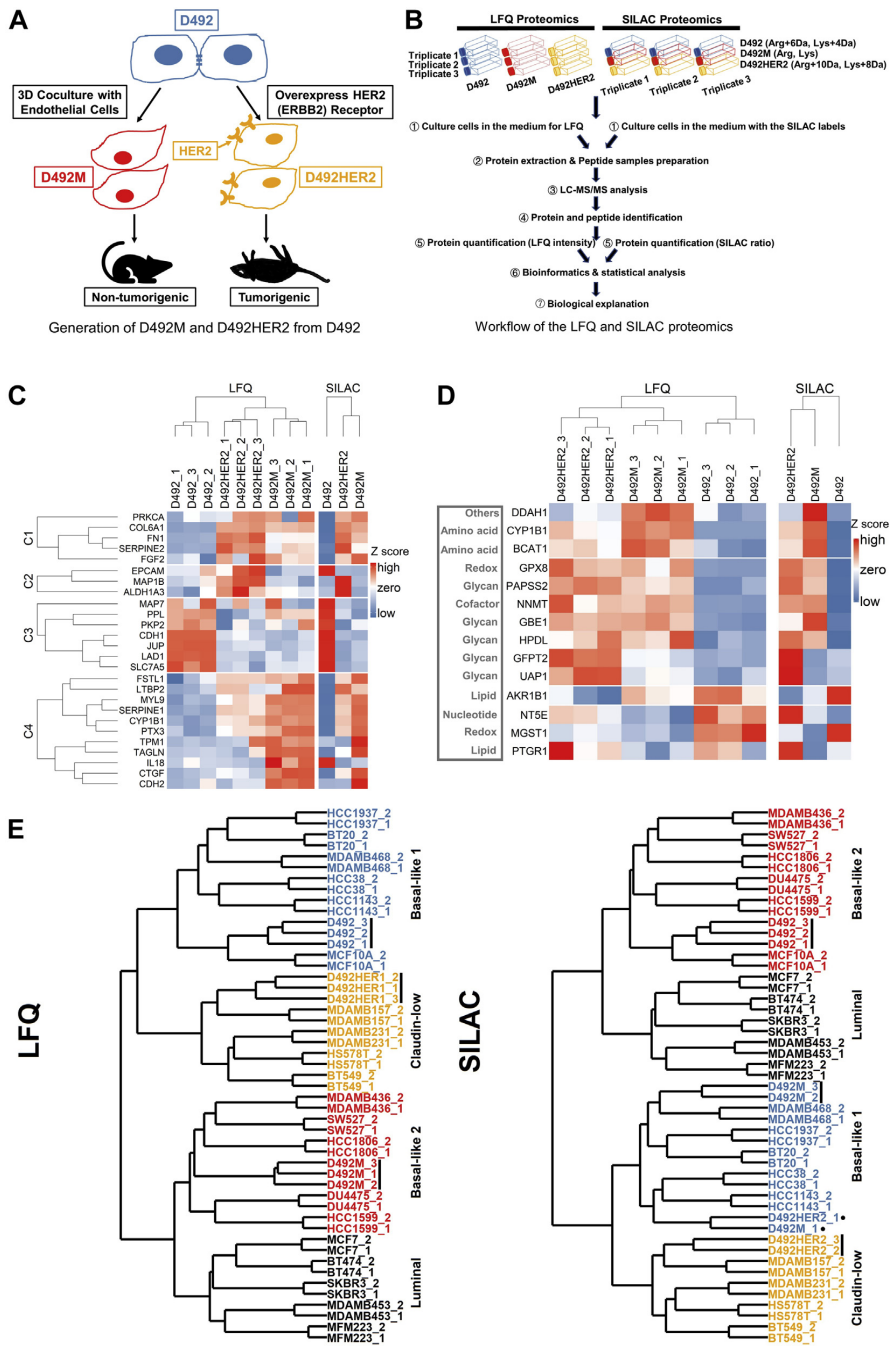 A
D492
3D Coculture with
Endothelial Cells
Overexpress HER2
(ERBB2) Receptor
HER2
D492M
D492HER2
Non-tumorigenic
Tumorigenic
Generation of D492M and D492HER2 from D492
B
LFQ Proteomics
SILAC Proteomics
Triplicate 1
Triplicate 2
Triplicate 3
D492
D492M
D492HER2
Triplicate 1
Triplicate 2
Triplicate 3
D492 (Arg+6Da, Lys+4Da)
D492M (Arg, Lys)
D492HER2 (Arg+10Da, Lys+8Da)
① Culture cells in the medium for LFQ
① Culture cells in the medium with the SILAC labels
② Protein extraction & Peptide samples preparation
③ LC-MS/MS analysis
④ Protein and peptide identification
⑤ Protein quantification (LFQ intensity)
⑤ Protein quantification (SILAC ratio)
⑥ Bioinformatics & statistical analysis
⑦ Biological explanation
Workflow of the LFQ and SILAC proteomics
C
LFQ
SILAC
D492_1
D492_3
D492_2
D492HER2_1
D492HER2_2
D492HER2_3
D492M_3
D492M_2
D492M_1
D492
D492HER2
D492M
C1
PRKCA
COL6A1
FN1
SERPINE2
FGF2
C2
EPCAM
MAP1B
ALDH1A3
C3
MAP7
PPL
PKP2
CDH1
JUP
LAD1
SLC7A5
C4
FSTL1
LTBP2
MYL9
SERPINE1
CYP1B1
PTX3
TPM1
TAGLN
IL18
CTGF
CDH2
Z score
high
zero
low
D
LFQ
SILAC
D492HER2_3
D492HER2_2
D492HER2_1
D492M_3
D492M_2
D492M_1
D492_3
D492_2
D492_1
D492HER2
D492M
D492
Others DDAH1
Amino acid CYP1B1
Amino acid BCAT1
Redox GPX8
Glycan PAPSS2
Cofactor NNMT
Glycan GBE1
Glycan HPDL
Glycan GFPT2
Glycan UAP1
Lipid AKR1B1
Nucleotide NT5E
Redox MGST1
Lipid PTGR1
Z score
high
zero
low
E
LFQ
HCC1937_2
HCC1937_1
BT20_2
BT20_1
MDAMB468_2
MDAMB468_1
HCC38_2
HCC38_1
HCC1143_2
HCC1143_1
D492_3
D492_2
D492_1
MCF10A_2
MCF10A_1
Basal-like 1
D492HER1_2
D492HER1_1
D492HER1_3
MDAMB157_2
MDAMB157_1
MDAMB231_2
MDAMB231_1
HS578T_2
HS578T_1
BT549_2
BT549_1
Claudin-low
MDAMB436_2
MDAMB436_1
SW527_2
SW527_1
HCC1806_2
HCC1806_1
D492M_3
D492M_1
D492M_2
DU4475_2
DU4475_1
HCC1599_2
HCC1599_1
Basal-like 2
MCF7_2
MCF7_1
BT474_2
BT474_1
SKBR3_2
SKBR3_1
MDAMB453_2
MDAMB453_1
MFM223_2
MFM223_1
Luminal
SILAC
MDAMB436_2
MDAMB436_1
SW527_2
SW527_1
HCC1806_2
HCC1806_1
DU4475_2
DU4475_1
HCC1599_2
HCC1599_1
D492_3
D492_2
D492_1
MCF10A_2
MCF10A_1
Basal-like 2
MCF7_2
MCF7_1
BT474_2
BT474_1
SKBR3_2
SKBR3_1
MDAMB453_2
MDAMB453_1
MFM223_2
MFM223_1
Luminal
D492M_3
D492M_2
MDAMB468_2
MDAMB468_1
HCC1937_2
HCC1937_1
BT20_2
BT20_1
HCC38_2
HCC38_1
HCC1143_2
HCC1143_1
D492HER2_1•
D492M_1•
Basal-like 1
D492HER2_3
D492HER2_2
MDAMB157_2
MDAMB157_1
MDAMB231_2
MDAMB231_1
HS578T_2
HS578T_1
BT549_2
BT549_1
Claudin-low